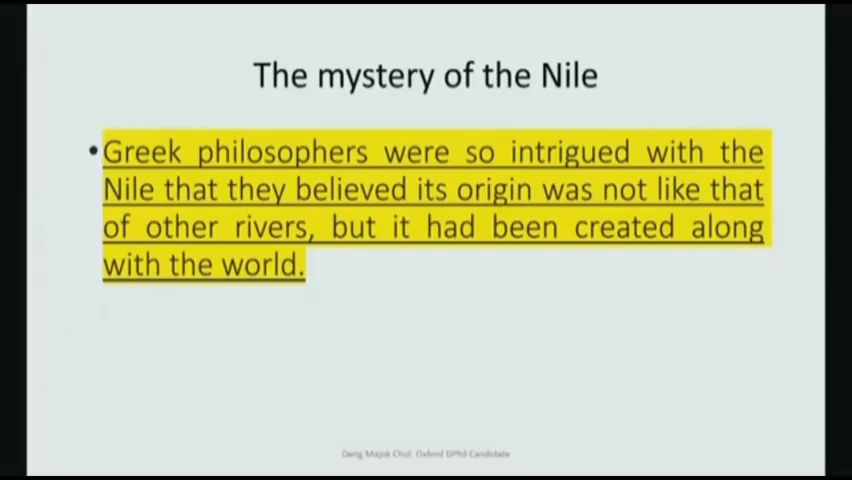 The mystery of the Nile
•Greek philosophers were so intrigued with the
Nile that they believed its origin was not like that
of other rivers, but it had been created along
with the world.
Dang Majok Chol. Oxford DPhil Candidate